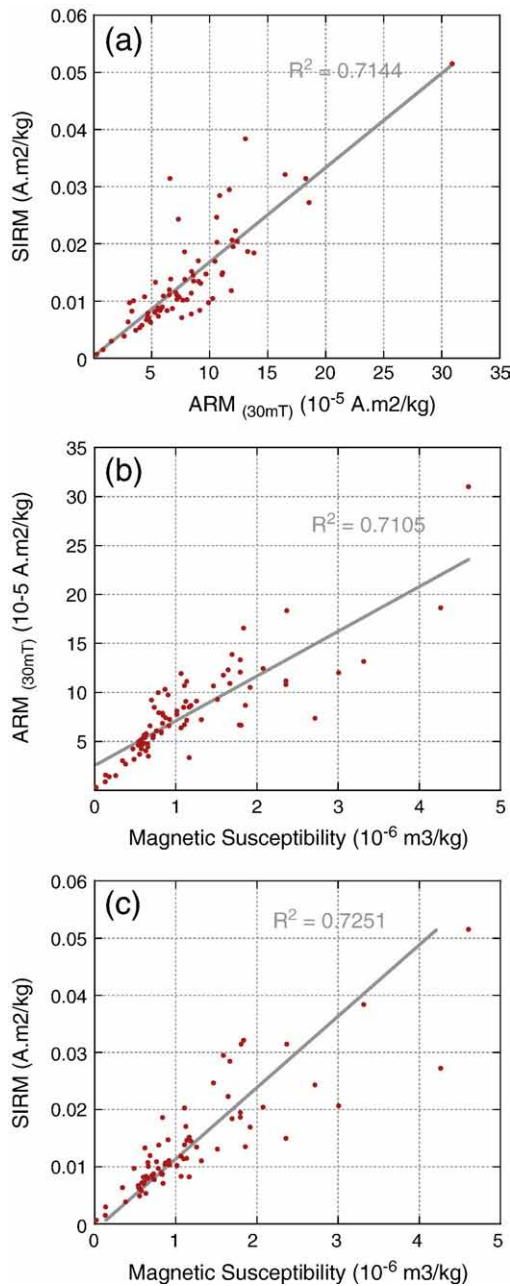 (a)
R² = 0.7144
SIRM (A.m2/kg)
0.06
0.05
0.04
0.03
0.02
0.01
0
5 10 15 20 25 30 35
ARM (30mT) (10⁻⁵ A.m2/kg)
(b)
R² = 0.7105
ARM (30mT) (10-5 A.m2/kg)
35
30
25
20
15
10
5
0 1 2 3 4 5
Magnetic Susceptibility (10⁻⁶ m3/kg)
(c)
R² = 0.7251
SIRM (A.m2/kg)
0.06
0.05
0.04
0.03
0.02
0.01
0
0 1 2 3 4 5
Magnetic Susceptibility (10⁻⁶ m3/kg)